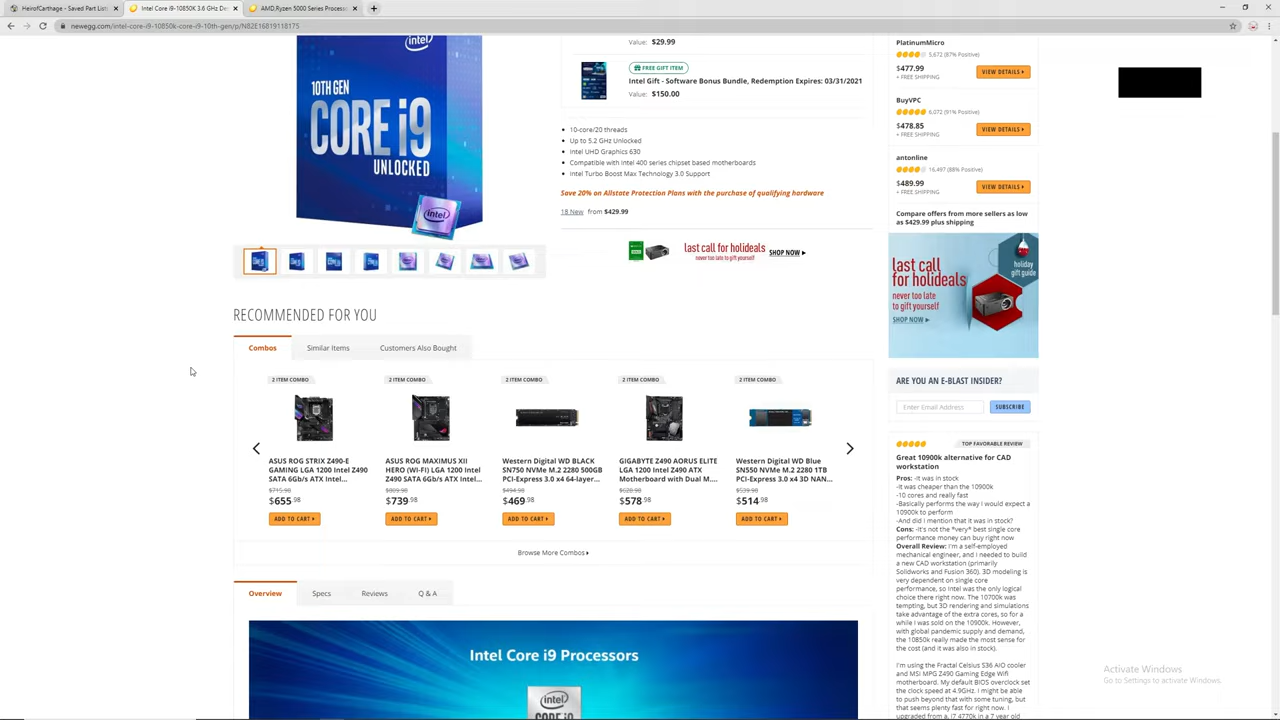 HeirofCarthage - Saved Part List
Intel Core i9-10850K 3.6 GHz De
AMD Ryzen 5000 Series Processo
newegg.com/intel-core-i9-10850k-core-i9-10th-gen/p/N82E16819118175
intel
10TH GEN
CORE i9
UNLOCKED
intel
Value: $29.99
FREE GIFT ITEM
Intel Gift - Software Bonus Bundle, Redemption Expires: 03/31/2021
Value: $150.00
10-core/20 threads
Up to 5.2 GHz Unlocked
Intel UHD Graphics 630
Compatible with Intel 400 series chipset based motherboards
Intel Turbo Boost Max Technology 3.0 Support
Save 20% on Allstate Protection Plans with the purchase of qualifying hardware
18 New from $429.99
last call for holideals
never too late to gift yourself
SHOP NOW
PlatinumMicro
5,672 (87% Positive)
$477.99
+ FREE SHIPPING
VIEW DETAILS
BuyVPC
6,072 (91% Positive)
$478.85
+ FREE SHIPPING
VIEW DETAILS
antonline
16,497 (88% Positive)
$489.99
+ FREE SHIPPING
VIEW DETAILS
Compare offers from more sellers as low
as $429.99 plus shipping
last call
for holideals
never too late
to gift yourself
SHOP NOW
holiday
gift guide
RECOMMENDED FOR YOU
Combos
Similar Items
Customers Also Bought
2 ITEM COMBO
ASUS ROG STRIX Z490-E
GAMING LGA 1200 Intel Z490
SATA 6Gb/s ATX Intel...
$715.98
$655.98
ADD TO CART
2 ITEM COMBO
ASUS ROG MAXIMUS XII
HERO (WI-FI) LGA 1200 Intel
Z490 SATA 6Gb/s ATX Intel...
$809.98
$739.98
ADD TO CART
2 ITEM COMBO
Western Digital WD BLACK
SN750 NVMe M.2 2280 500GB
PCI-Express 3.0 x4 64-layer...
$494.98
$469.98
ADD TO CART
2 ITEM COMBO
GIGABYTE Z490 AORUS ELITE
LGA 1200 Intel Z490 ATX
Motherboard with Dual M....
$628.98
$578.98
ADD TO CART
2 ITEM COMBO
Western Digital WD Blue
SN550 NVMe M.2 2280 1TB
PCI-Express 3.0 x4 3D NAN...
$539.98
$514.98
ADD TO CART
Browse More Combos
Overview
Specs
Reviews
Q & A
Intel Core i9 Processors
intel
CORE i9
ARE YOU AN E-BLAST INSIDER?
Enter Email Address
SUBSCRIBE
TOP FAVORABLE REVIEW
Great 10900k alternative for CAD
workstation
Pros: -It was in stock
-It was cheaper than the 10900k
-10 cores and really fast
-Basically performs the way I would expect a
10900k to perform
-And did I mention that it was in stock?
Cons: -It's not the *very* best single core
performance money can buy right now
Overall Review: I'm a self-employed
mechanical engineer, and I needed to build
a new CAD workstation (primarily
Solidworks and Fusion 360). 3D modeling is
very dependent on single core
performance, so Intel was the only logical
choice there right now. The 10700k was
tempting, but 3D rendering and simulations
take advantage of the extra cores, so for a
while I was sold on the 10900k. However,
with global pandemic supply and demand,
the 10850k really made the most sense for
the cost (and it was also in stock).
I'm using the Fractal Celsius S36 AIO cooler
and MSI MPG Z490 Gaming Edge Wifi
motherboard. My default BIOS overclock set
the clock speed at 4.9GHz. I might be able
to push beyond that with some tuning, but
that seems plenty fast for right now. I
upgraded from a, i7 4770k in a 7 year old
Activate Windows
Go to Settings to activate Windows.